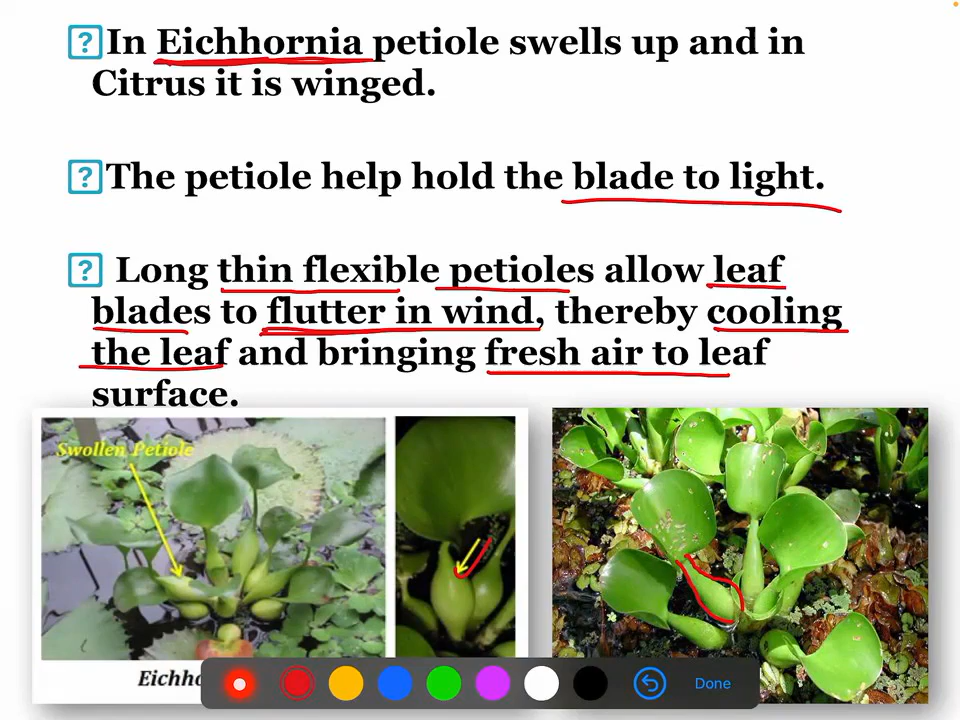 In Eichhornia petiole swells up and in
Citrus it is winged.
The petiole help hold the blade to light.
Long thin flexible petioles allow leaf
blades to flutter in wind, thereby cooling
the leaf and bringing fresh air to leaf
surface.
Swollen Petiole
Eichho
Done